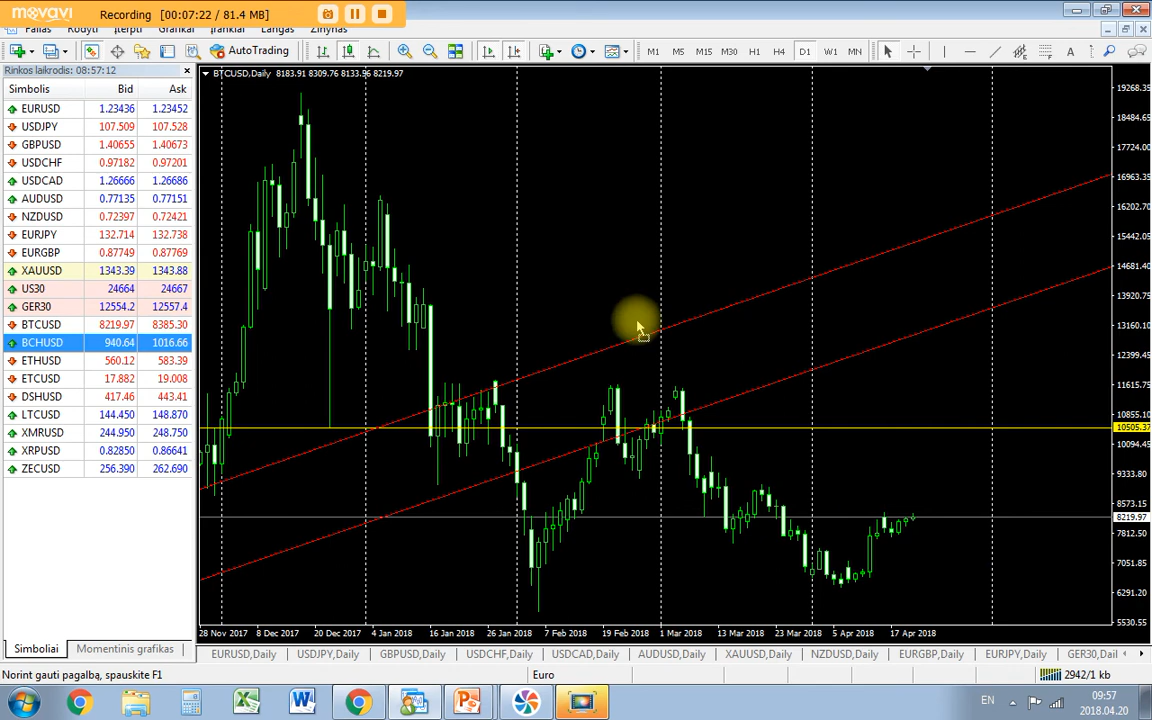 movavi Recording [00:07:22 / 81.4 MB]
Failas Rodyti Įterpti Grafikai Įrankiai Langas Žinynas
AutoTrading M1 M5 M15 M30 H1 H4 D1 W1 MN A
Rinkos laikrodis: 08:57:12
Simbolis Bid Ask
EURUSD 1.23436 1.23452
USDJPY 107.509 107.528
GBPUSD 1.40655 1.40673
USDCHF 0.97182 0.97201
USDCAD 1.26666 1.26686
AUDUSD 0.77135 0.77151
NZDUSD 0.72397 0.72421
EURJPY 132.714 132.738
EURGBP 0.87749 0.87769
XAUUSD 1343.39 1343.88
US30 24664 24667
GER30 12554.2 12557.4
BTCUSD 8219.97 8385.30
BCHUSD 940.64 1016.66
ETHUSD 560.12 583.39
ETCUSD 17.882 19.008
DSHUSD 417.46 443.41
LTCUSD 144.450 148.870
XMRUSD 244.950 248.750
XRPUSD 0.82850 0.86641
ZECUSD 256.390 262.690
Simboliai Momentinis grafikas
BTCUSD,Daily 8183.91 8309.76 8133.96 8219.97
19268.35
18484.65
17724.00
16963.35
16202.70
15442.05
14681.40
13920.75
13160.10
12399.45
11615.75
10855.10
10505.37
10094.45
9333.80
8573.15
8219.97
7812.50
7051.85
6291.20
5530.55
28 Nov 2017 8 Dec 2017 20 Dec 2017 4 Jan 2018 16 Jan 2018 26 Jan 2018 7 Feb 2018 19 Feb 2018 1 Mar 2018 13 Mar 2018 23 Mar 2018 5 Apr 2018 17 Apr 2018
EURUSD,Daily USDJPY,Daily GBPUSD,Daily USDCHF,Daily USDCAD,Daily AUDUSD,Daily XAUUSD,Daily NZDUSD,Daily EURGBP,Daily EURJPY,Daily GER30,Dail
Norint gauti pagalbą, spauskite F1 Euro 2942/1 kb
EN 09:57
2018.04.20